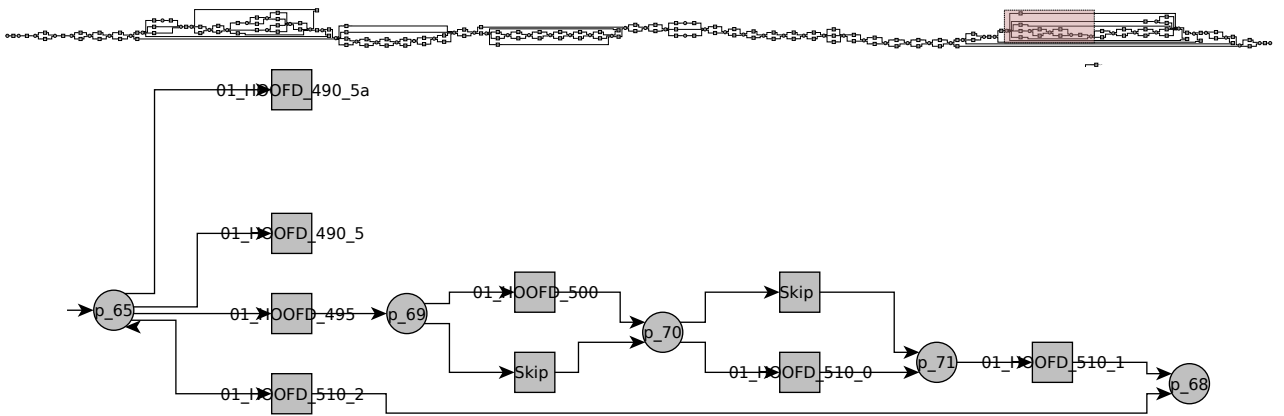 01_HOOFD_490_5a
01_HOOFD_490_5
p_65
01_HOOFD_495
p_69
01_HOOFD_500
Skip
p_70
Skip
01_HOOFD_510_0
p_71
01_HOOFD_510_1
p_68
01_HOOFD_510_2